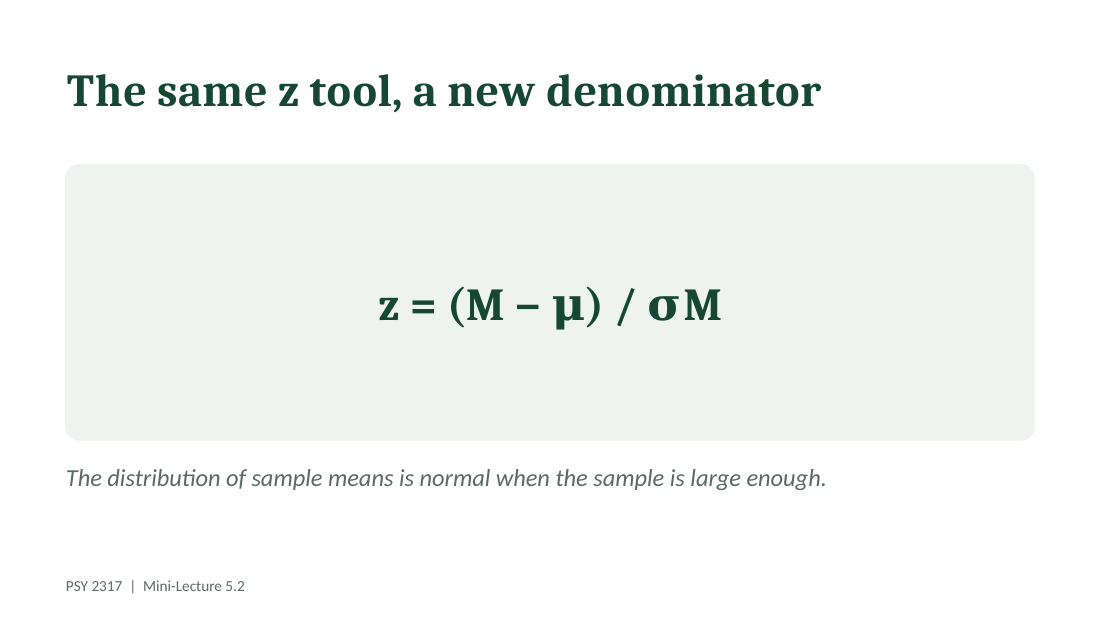 The same z tool, a new denominator
z = (M − μ) / σM
The distribution of sample means is normal when the sample is large enough.
PSY 2317 | Mini-Lecture 5.2